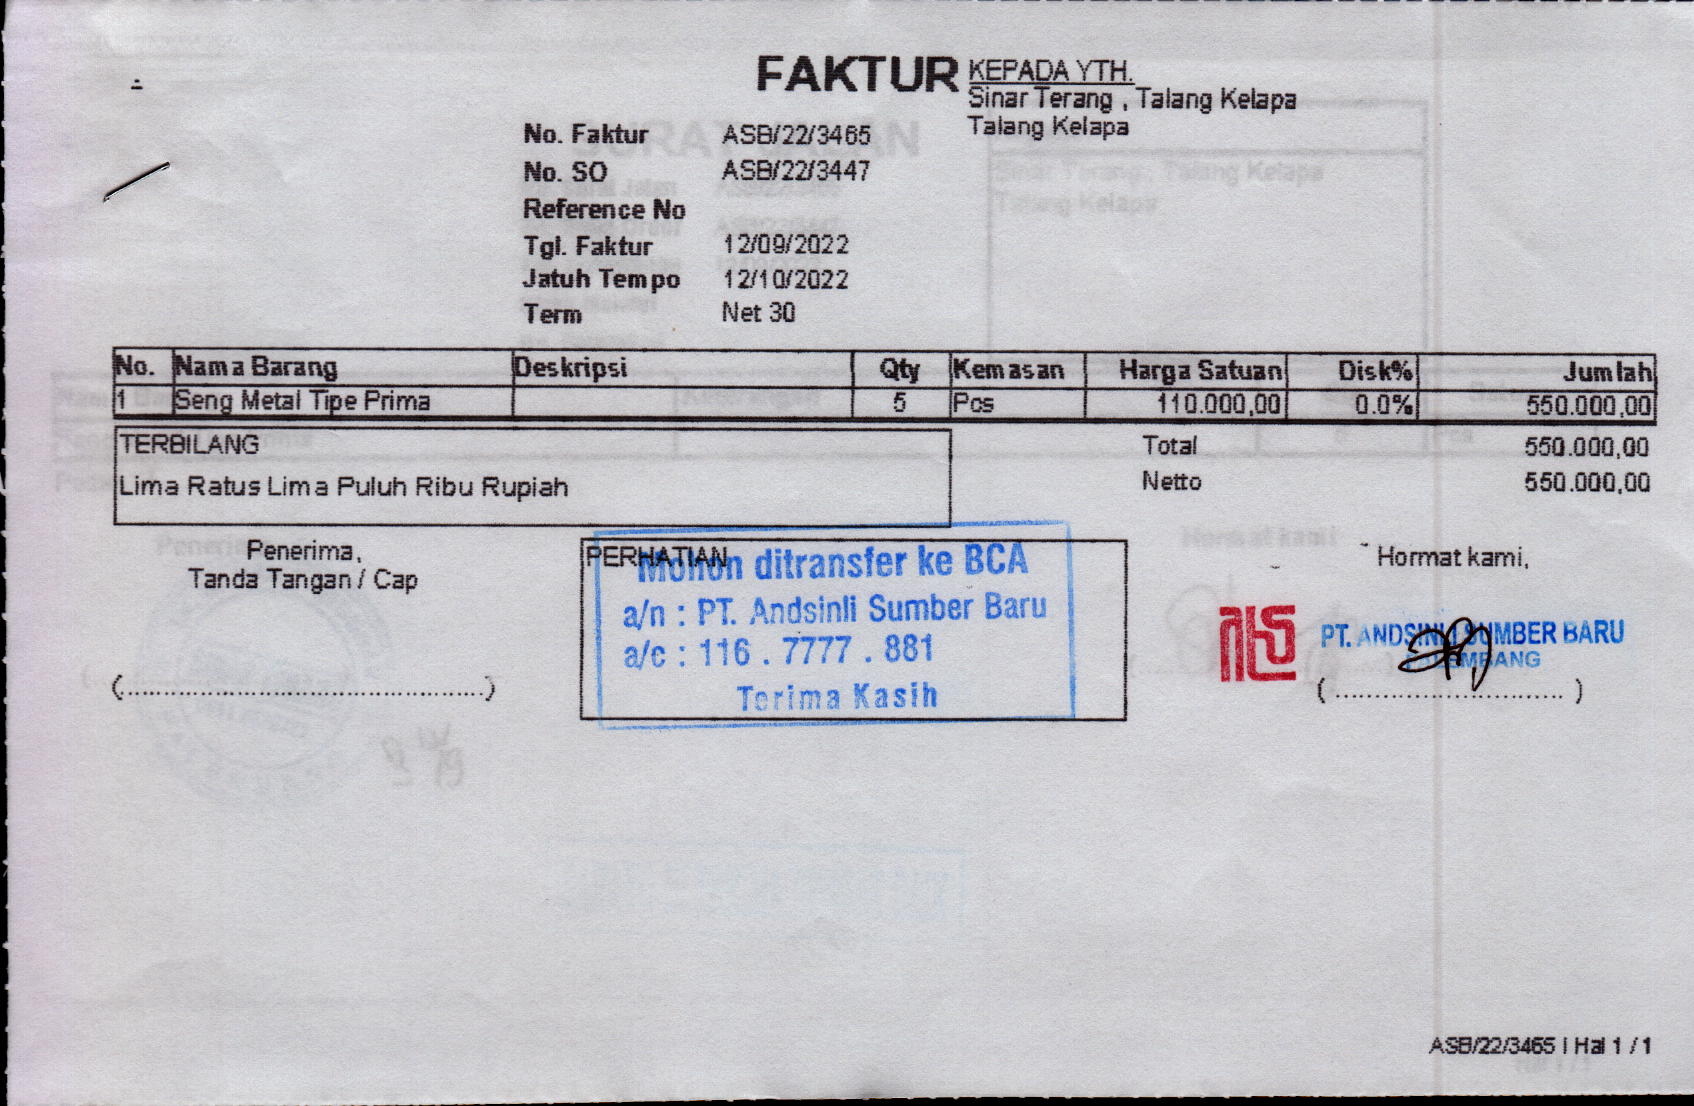 FAKTUR
KEPADA YTH.
Sinar Terang , Talang Kelapa
Talang Kelapa
No. Faktur ASB/22/3465
No. SO ASB/22/3447
Reference No
Tgl. Faktur 12/09/2022
Jatuh Tempo 12/10/2022
Term Net 30
No. Nama Barang Deskripsi Qty Kemasan Harga Satuan Disk% Jumlah
1 Seng Metal Tipe Prima 5 Pcs 110.000,00 0.0% 550.000,00
TERBILANG
Lima Ratus Lima Puluh Ribu Rupiah
Total 550.000,00
Netto 550.000,00
Penerima,
Tanda Tangan / Cap
(................................................)
PERHATIAN
Mohon ditransfer ke BCA
a/n : PT. Andsinli Sumber Baru
a/c : 116 . 7777 . 881
Terima Kasih
Hormat kami,
PT. ANDSINLI SUMBER BARU
PALEMBANG
(.............................. )
ASB/22/3465 | Hal 1 / 1